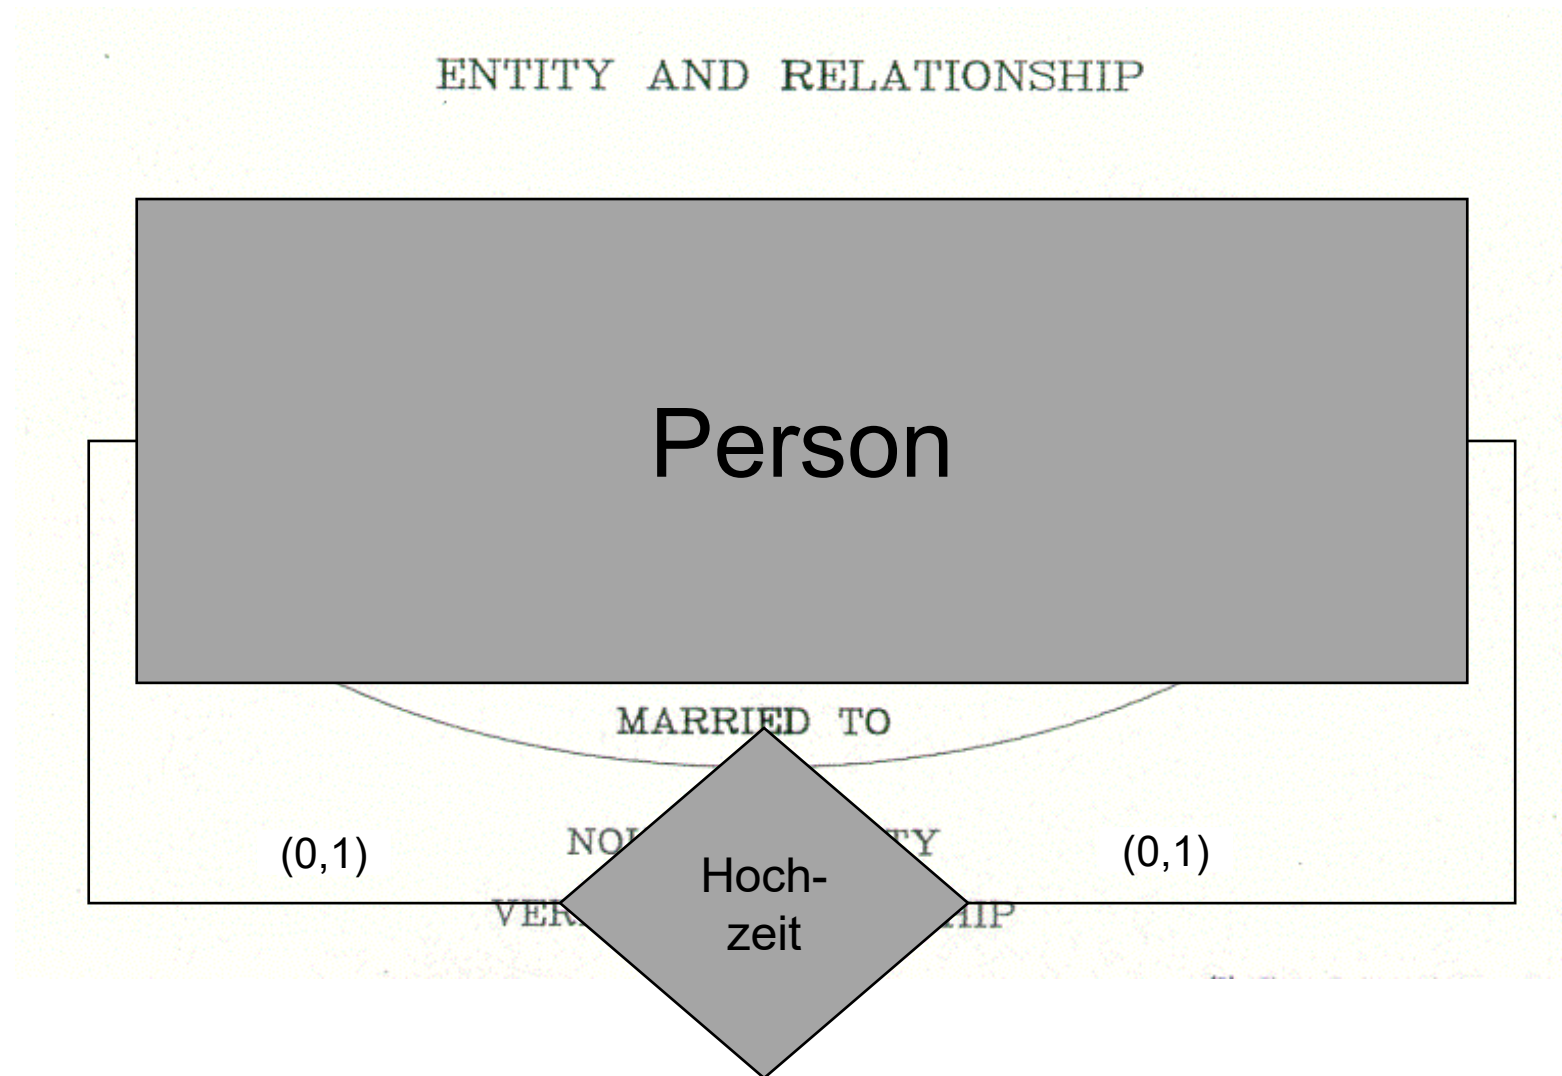 ENTITY AND RELATIONSHIP
Person
MARRIED TO
(0,1)
(0,1)
Hoch-
zeit